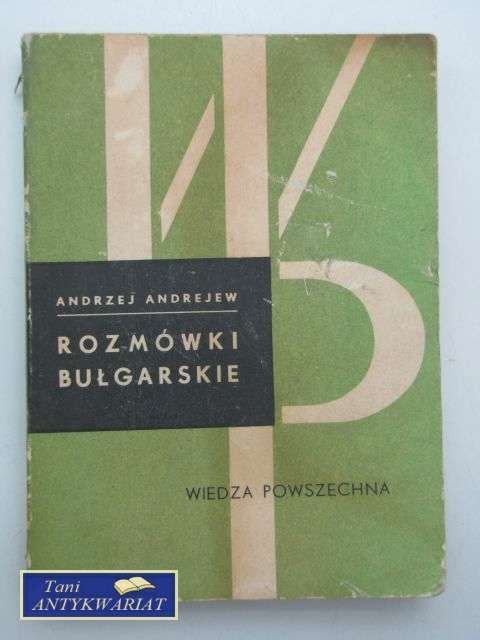 ANDRZEJ ANDREJEW
ROZMÓWKI
BUŁGARSKIE
WIEDZA POWSZECHNA
Tani
ANTYKWARIAT